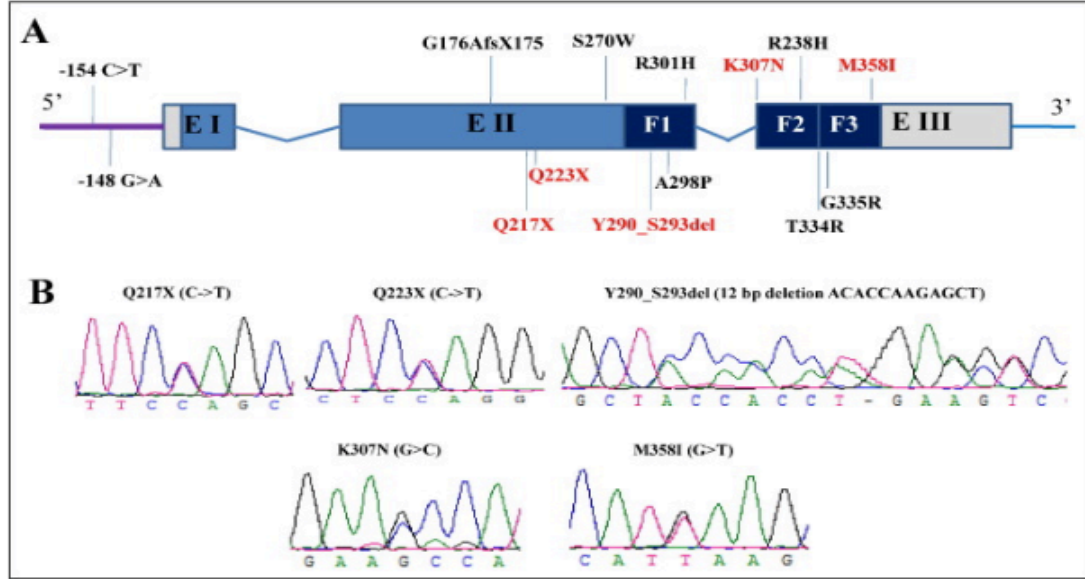 A
G176AfsX175
S270W
R238H
R301H
K307N
M358I
-154 C>T
5’
3’
E I
E II
F1
F2
F3
E III
-148 G>A
Q223X
A298P
G335R
Q217X
Y290_S293del
T334R
B
Q217X (C->T)
Q223X (C->T)
Y290_S293del (12 bp deletion ACACCAAGAGCT)
T T C C A G C
C T C C A G G
G C T A C C A C C T - G A A G T C
K307N (G>C)
M358I (G>T)
G A A G C C A
C A T T A A G